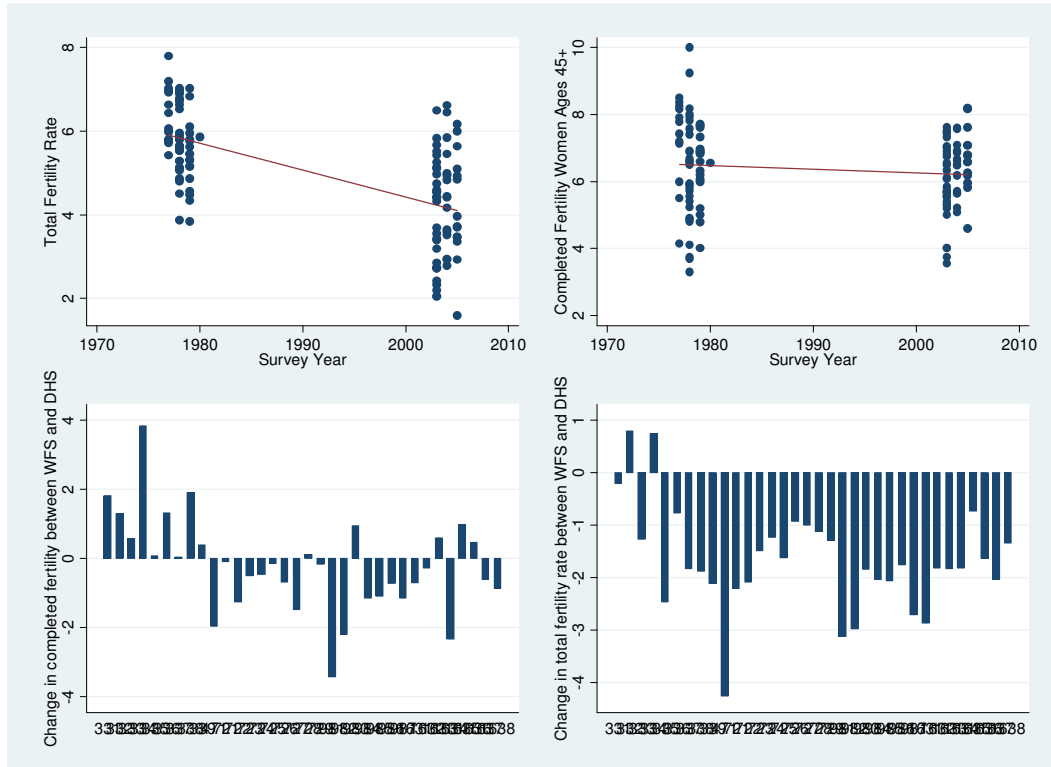 Total Fertility Rate
8
6
4
2
1970 1980 1990 2000 2010
Survey Year
Completed Fertility Women Ages 45+
10
8
6
4
2
1970 1980 1990 2000 2010
Survey Year
Change in completed fertility between WFS and DHS
4
2
0
-2
-4
Change in total fertility rate between WFS and DHS
1
0
-1
-2
-3
-4